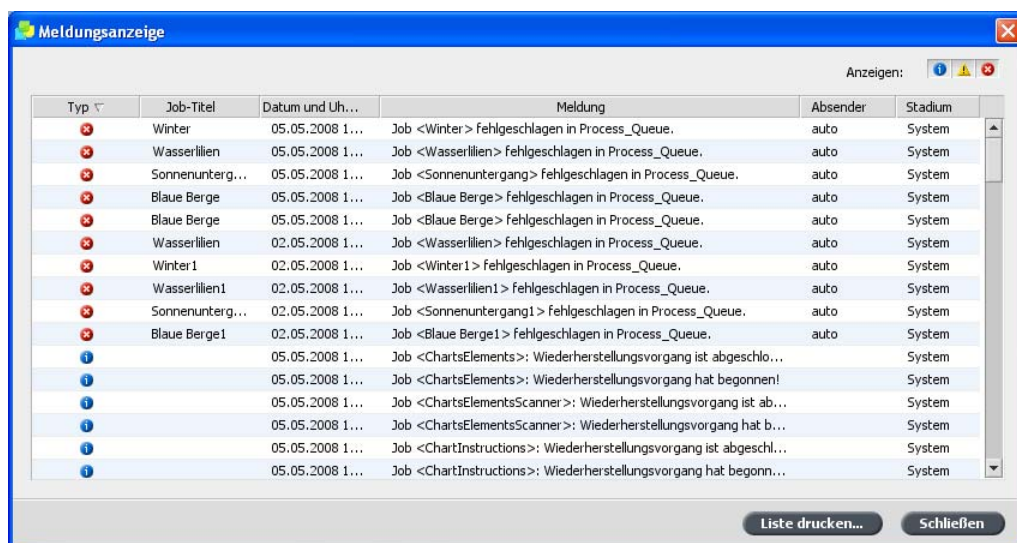 Meldungsanzeige
Anzeigen:
Typ Job-Titel Datum und Uh... Meldung Absender Stadium
Winter 05.05.2008 1... Job <Winter> fehlgeschlagen in Process_Queue. auto System
Wasserlilien 05.05.2008 1... Job <Wasserlilien> fehlgeschlagen in Process_Queue. auto System
Sonnenunterg... 05.05.2008 1... Job <Sonnenuntergang> fehlgeschlagen in Process_Queue. auto System
Blaue Berge 05.05.2008 1... Job <Blaue Berge> fehlgeschlagen in Process_Queue. auto System
Blaue Berge 05.05.2008 1... Job <Blaue Berge> fehlgeschlagen in Process_Queue. auto System
Wasserlilien 02.05.2008 1... Job <Wasserlilien> fehlgeschlagen in Process_Queue. auto System
Winter1 02.05.2008 1... Job <Winter1> fehlgeschlagen in Process_Queue. auto System
Wasserlilien1 02.05.2008 1... Job <Wasserlilien1> fehlgeschlagen in Process_Queue. auto System
Sonnenunterg... 02.05.2008 1... Job <Sonnenuntergang1> fehlgeschlagen in Process_Queue. auto System
Blaue Berge1 02.05.2008 1... Job <Blaue Berge1> fehlgeschlagen in Process_Queue. auto System
05.05.2008 1... Job <ChartsElements>: Wiederherstellungsvorgang ist abgeschlo... System
05.05.2008 1... Job <ChartsElements>: Wiederherstellungsvorgang hat begonnen! System
05.05.2008 1... Job <ChartsElementsScanner>: Wiederherstellungsvorgang ist ab... System
05.05.2008 1... Job <ChartsElementsScanner>: Wiederherstellungsvorgang hat b... System
05.05.2008 1... Job <ChartInstructions>: Wiederherstellungsvorgang ist abgeschl... System
05.05.2008 1... Job <ChartInstructions>: Wiederherstellungsvorgang hat begonn... System
Liste drucken... Schließen